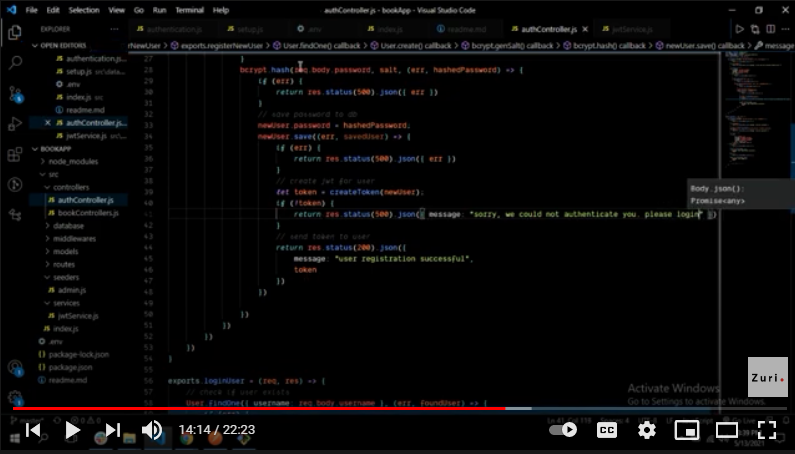 File Edit Selection View Go Run Terminal Help
authController.js - bookApp - Visual Studio Code
EXPLORER
authentication.js
setup.js
.env
index.js
readme.md
authController.js
jwtService.js
OPEN EDITORS
rNewUser > exports.registerNewUser > User.findOne() callback > User.create() callback > bcrypt.genSalt() callback > bcrypt.hash() callback > newUser.save() callback > message
authentication.js...
setup.js src\data...
.env
index.js src
readme.md
authController.js...
jwtService.js src\...
BOOKAPP
node_modules
src
controllers
authController.js
bookControllers.js
database
middlewares
models
routes
seeders
admin.js
services
jwtService.js
index.js
.env
package-lock.json
package.json
readme.md
27 }
28 bcrypt hash(req.body.password, salt, (err, hashedPassword) => {
29 if (err) {
30 return res.status(500).json({ err })
31 }
32 // save password to db
33 newUser.password = hashedPassword;
34 newUser.save((err, savedUser) => {
35 if (err) {
36 return res.status(500).json({ err })
37 }
38 // create jwt for user
39 let token = createToken(newUser);
40 if (!token) {
41 return res.status(500).json({ message: "sorry, we could not authenticate you. please login" })
42 }
43 // send token to user
44 return res.status(200).json({
45 message: "user registration successful",
46 token
47 })
48 })
49
50 })
51 })
52 })
53 })
54 }
55
56 exports.loginUser = (req, res) => {
57 // check if user exists
58 User.findOne({ username: req.body.username }, (err, foundUser) => {
Body.json():
Promise<any>
Zuri.
Activate Windows
Go to Settings to activate Windows.
14:14 / 22:23
CC
5/13/2021